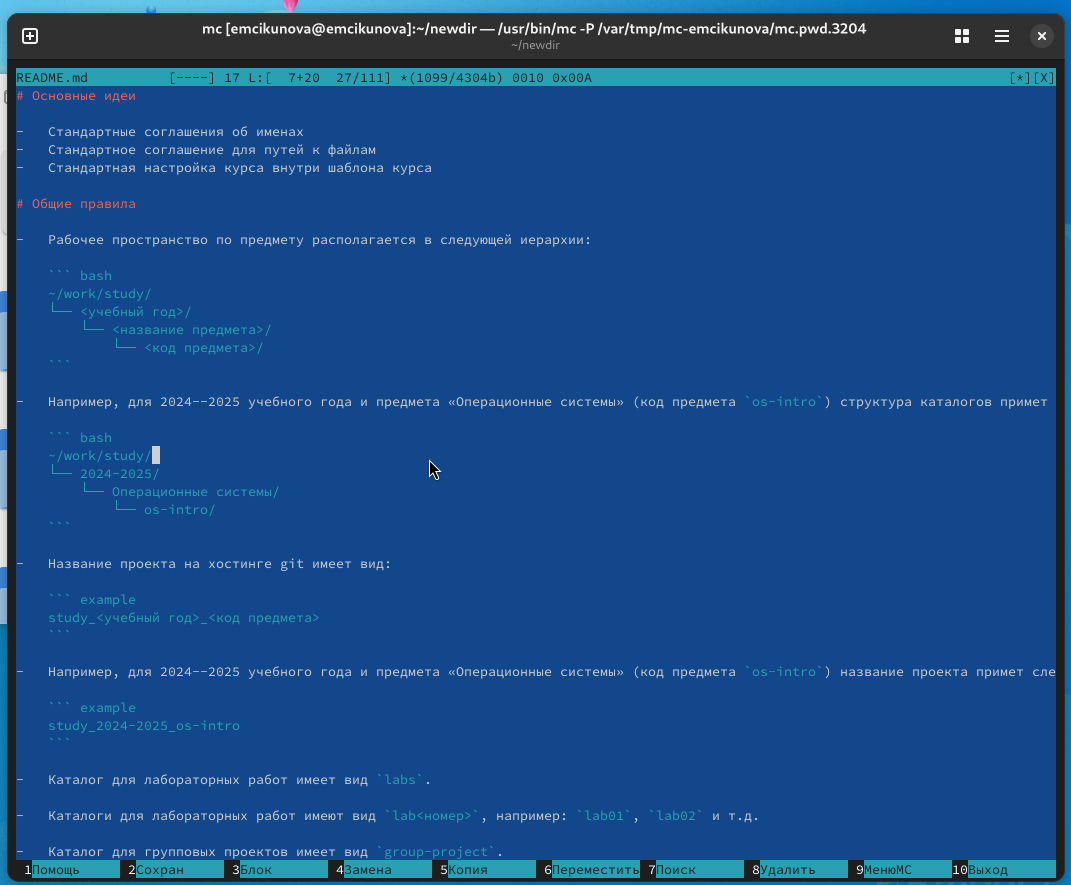 mc [emcikunova@emcikunova]:~/newdir — /usr/bin/mc -P /var/tmp/mc-emcikunova/mc.pwd.3204
~/newdir
README.md [----] 17 L:[ 7+20 27/111] *(1099/4304b) 0010 0x00A [*][X]
# Основные идеи
- Стандартные соглашения об именах
- Стандартное соглашение для путей к файлам
- Стандартная настройка курса внутри шаблона курса
# Общие правила
- Рабочее пространство по предмету располагается в следующей иерархии:
``` bash
~/work/study/
└── <учебный год>/
└── <название предмета>/
└── <код предмета>/
```
- Например, для 2024--2025 учебного года и предмета «Операционные системы» (код предмета `os-intro`) структура каталогов примет
``` bash
~/work/study/
└── 2024-2025/
└── Операционные системы/
└── os-intro/
```
- Название проекта на хостинге git имеет вид:
``` example
study_<учебный год>_<код предмета>
```
- Например, для 2024--2025 учебного года и предмета «Операционные системы» (код предмета `os-intro`) название проекта примет сле
``` example
study_2024-2025_os-intro
```
- Каталог для лабораторных работ имеет вид `labs`.
- Каталоги для лабораторных работ имеют вид `lab<номер>`, например: `lab01`, `lab02` и т.д.
- Каталог для групповых проектов имеет вид `group-project`.
1Помощь 2Сохран 3Блок 4Замена 5Копия 6Переместить 7Поиск 8Удалить 9МенюMC 10Выход